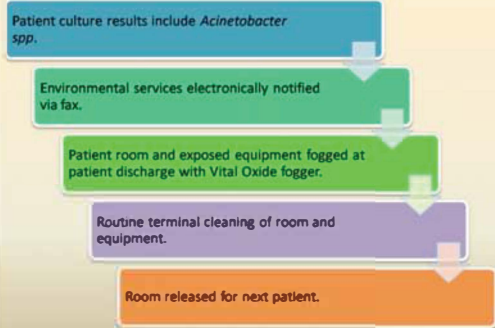 Patient culture results include Acinetobacter
spp.
Environmental services electronically notified
via fax.
Patient room and exposed equipment fogged at
patient discharge with Vital Oxide fogger.
Routine terminal cleaning of room and
equipment.
Room released for next patient.